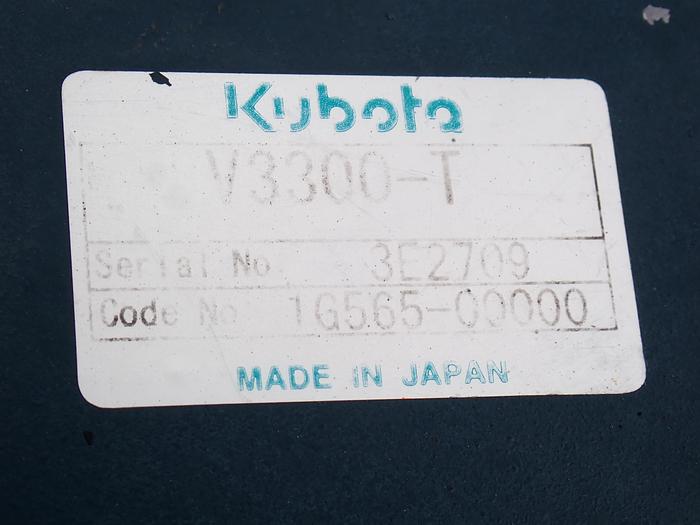 Kubota
V3300-T
Serial No 3E2709
Code No 1G565-00000
MADE IN JAPAN